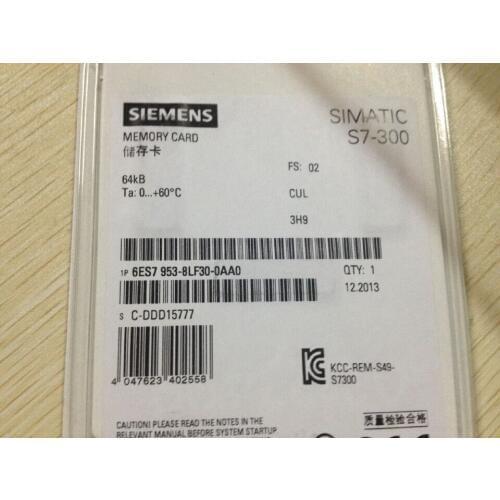 SIEMENS
SIMATIC
S7-300
MEMORY CARD
储存卡
FS: 02
64kB
Ta: 0...+60°C
CUL
3H9
1P 6ES7 953-8LF30-0AA0
QTY: 1
12.2013
S C-DDD15777
4 047623 402558
KCC-REM-S49-
S7300
CAUTION! PLEASE READ THE NOTES IN THE
RELEVANT MANUAL BEFORE SYSTEM STARTUP
质量检验合格